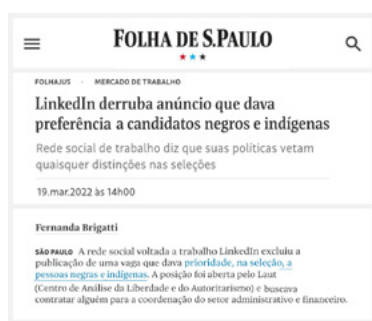 FOLHA DE S.PAULO
FOLHAJUS · MERCADO DE TRABALHO
LinkedIn derruba anúncio que dava
preferência a candidatos negros e indígenas
Rede social de trabalho diz que suas políticas vetam
quaisquer distinções nas seleções
19.mar.2022 às 14h00
Fernanda Brigatti
SÃO PAULO A rede social voltada a trabalho LinkedIn excluiu a
publicação de uma vaga que dava prioridade, na seleção, a
pessoas negras e indígenas. A posição foi aberta pelo Laut
(Centro de Análise da Liberdade e do Autoritarismo) e buscava
contratar alguém para a coordenação do setor administrativo e financeiro.